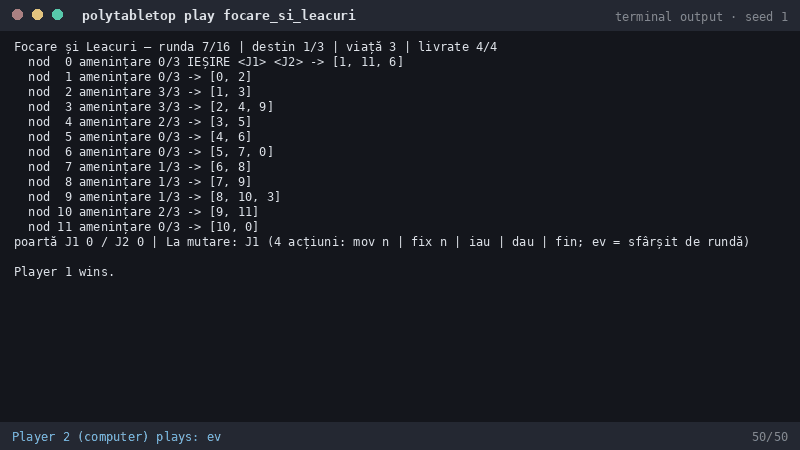 polytabletop play focare_si_leacuri
terminal output · seed 1
Focare și Leacuri — runda 7/16 | destin 1/3 | viață 3 | livrate 4/4
nod  0 amenințare 0/3 IEȘIRE <J1> <J2> -> [1, 11, 6]
nod  1 amenințare 0/3 -> [0, 2]
nod  2 amenințare 3/3 -> [1, 3]
nod  3 amenințare 3/3 -> [2, 4, 9]
nod  4 amenințare 2/3 -> [3, 5]
nod  5 amenințare 0/3 -> [4, 6]
nod  6 amenințare 0/3 -> [5, 7, 0]
nod  7 amenințare 1/3 -> [6, 8]
nod  8 amenințare 1/3 -> [7, 9]
nod  9 amenințare 1/3 -> [8, 10, 3]
nod 10 amenințare 2/3 -> [9, 11]
nod 11 amenințare 0/3 -> [10, 0]
poartă J1 0 / J2 0 | La mutare: J1 (4 acțiuni: mov n | fix n | iau | dau | fin; ev = sfârșit de rundă)
Player 1 wins.
Player 2 (computer) plays: ev
50/50